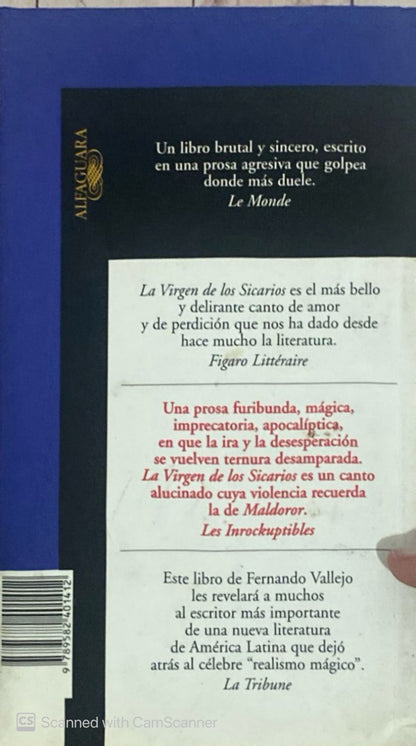 ALFAGUARA
Un libro brutal y sincero, escrito
en una prosa agresiva que golpea
donde más duele.
Le Monde
La Virgen de los Sicarios es el más bello
y delirante canto de amor
y de perdición que nos ha dado desde
hace mucho la literatura.
Figaro Littéraire
Una prosa furibunda, mágica,
imprecatoria, apocalíptica,
en que la ira y la desesperación
se vuelven ternura desamparada.
La Virgen de los Sicarios es un canto
alucinado cuya violencia recuerda
la de Maldoror.
Les Inrockuptibles
Este libro de Fernando Vallejo
les revelará a muchos
al escritor más importante
de una nueva literatura
de América Latina que dejó
atrás al célebre “realismo mágico”.
La Tribune
9 789582 401412
CS Scanned with CamScanner